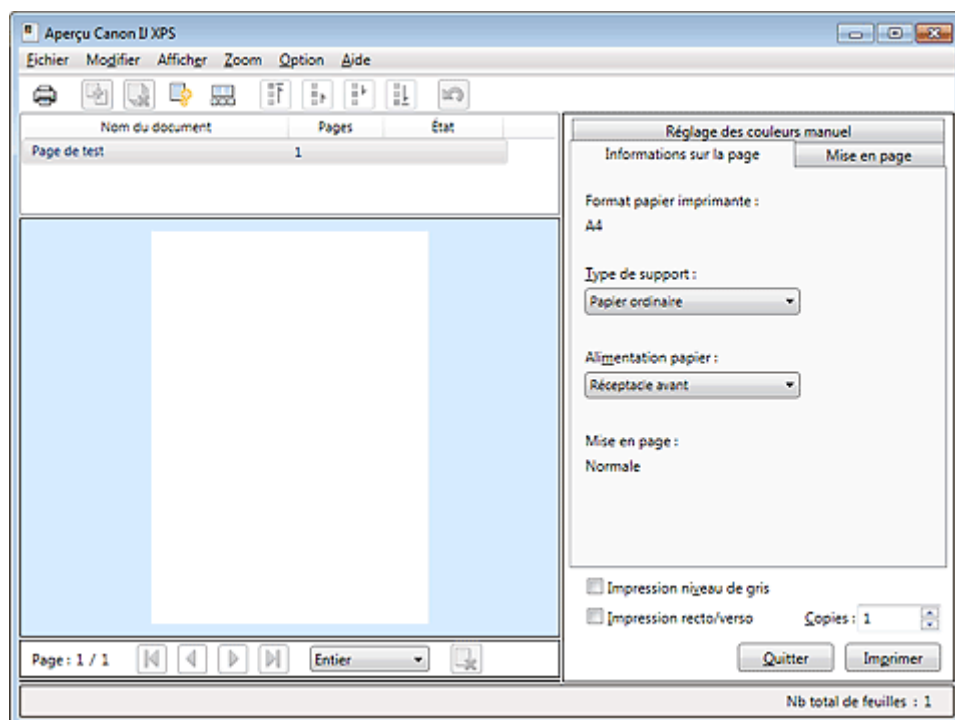 Aperçu Canon IJ XPS
Fichier Modifier Afficher Zoom Option Aide
Nom du document Pages État
Page de test 1
Réglage des couleurs manuel
Informations sur la page Mise en page
Format papier imprimante :
A4
Type de support :
Papier ordinaire
Alimentation papier :
Réceptacle avant
Mise en page :
Normale
Impression niveau de gris
Impression recto/verso Copies : 1
Page : 1 / 1 Entier Quitter Imprimer
Nb total de feuilles : 1